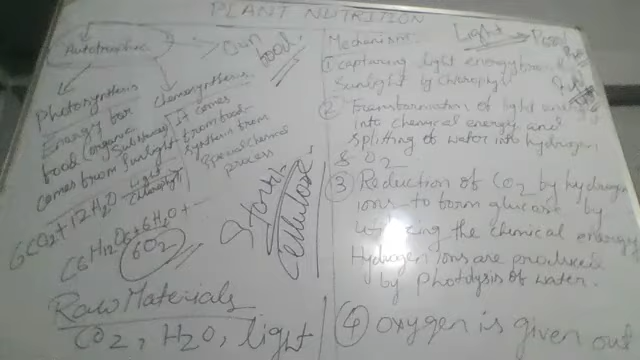 PLANT NUTRITION
Autotrophic
Own
food
Photosynthesis
Energy for
food (organic
substances)
comes from sunlight
Chemosynthesis
It comes
from food
synthesis from
special chemical
process
6CO2 + 12H2O Light
Chlorophyll
C6H12O6 + 6H2O +
6O2
Starch
Cellulose
Raw Materials
CO2, H2O, light
Mechanism
Light → 
① capturing light energy from
Sunlight by Chlorophyll
② Transformation of light energy
into chemical energy and
splitting of water into hydrogen
& O2
③ Reduction of CO2 by hydrogen
ions to form glucose by
utilizing the chemical energy
Hydrogen ions are produced
by photolysis of water.
④ oxygen is given out